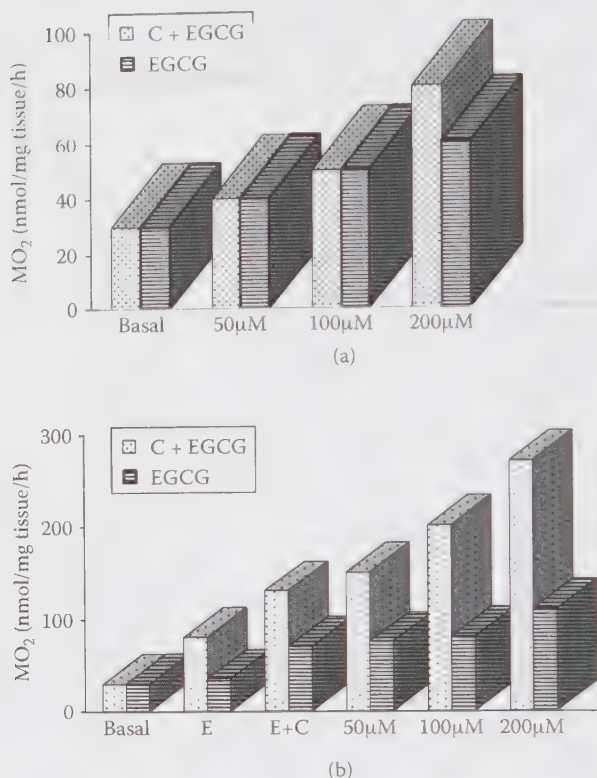 100
80
60
40
20
0
MO₂ (nmol/mg tissue/h)
C + EGCG
EGCG
Basal
50μM
100μM
200μM
(a)
300
200
100
0
MO₂ (nmol/mg tissue/h)
C + EGCG
EGCG
Basal
E
E+C
50μM
100μM
200μM
(b)